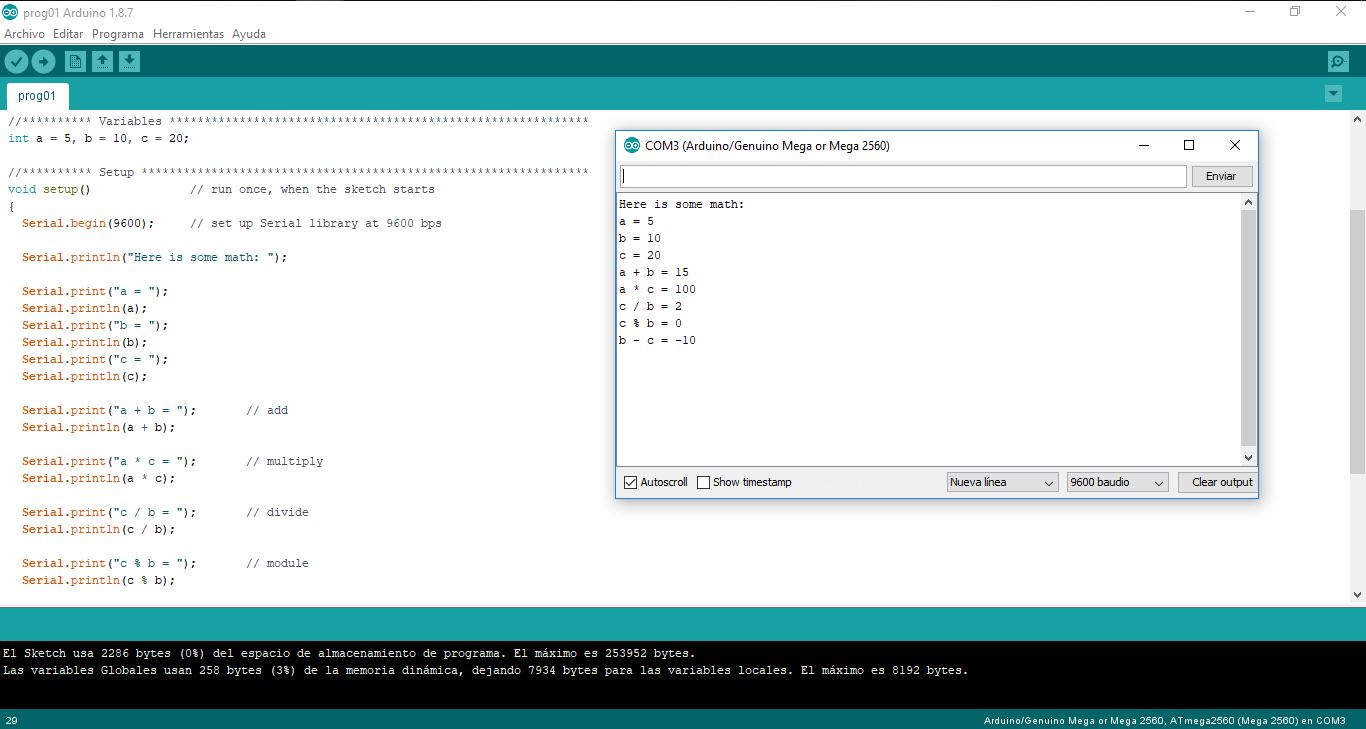 prog01 Arduino 1.8.7
Archivo Editar Programa Herramientas Ayuda
prog01
//********** Variables ************************************************************
int a = 5, b = 10, c = 20;
//********** Setup ****************************************************************
void setup() // run once, when the sketch starts
{
Serial.begin(9600); // set up Serial library at 9600 bps
Serial.println("Here is some math: ");
Serial.print("a = ");
Serial.println(a);
Serial.print("b = ");
Serial.println(b);
Serial.print("c = ");
Serial.println(c);
Serial.print("a + b = "); // add
Serial.println(a + b);
Serial.print("a * c = "); // multiply
Serial.println(a * c);
Serial.print("c / b = "); // divide
Serial.println(c / b);
Serial.print("c % b = "); // module
Serial.println(c % b);
COM3 (Arduino/Genuino Mega or Mega 2560)
Enviar
Here is some math:
a = 5
b = 10
c = 20
a + b = 15
a * c = 100
c / b = 2
c % b = 0
b - c = -10
Autoscroll Show timestamp Nueva línea 9600 baudio Clear output
El Sketch usa 2286 bytes (0%) del espacio de almacenamiento de programa. El máximo es 253952 bytes.
Las variables Globales usan 258 bytes (3%) de la memoria dinámica, dejando 7934 bytes para las variables locales. El máximo es 8192 bytes.
29 Arduino/Genuino Mega or Mega 2560, ATmega2560 (Mega 2560) en COM3